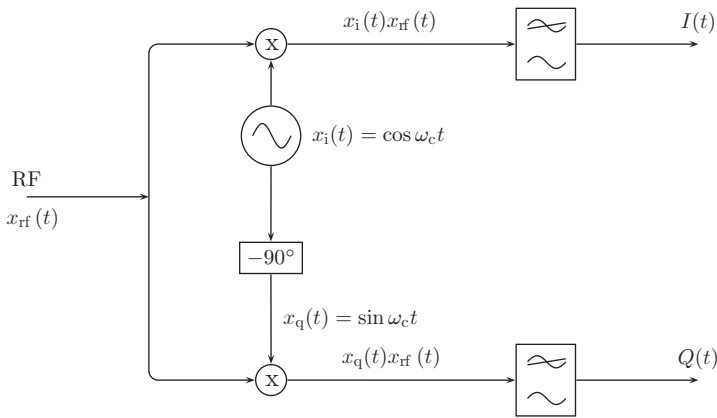 x_i(t)x_rf(t)
I(t)
x
x_i(t) = cos ω_c t
RF
x_rf(t)
−90°
x_q(t) = sin ω_c t
x_q(t)x_rf(t)
Q(t)
x